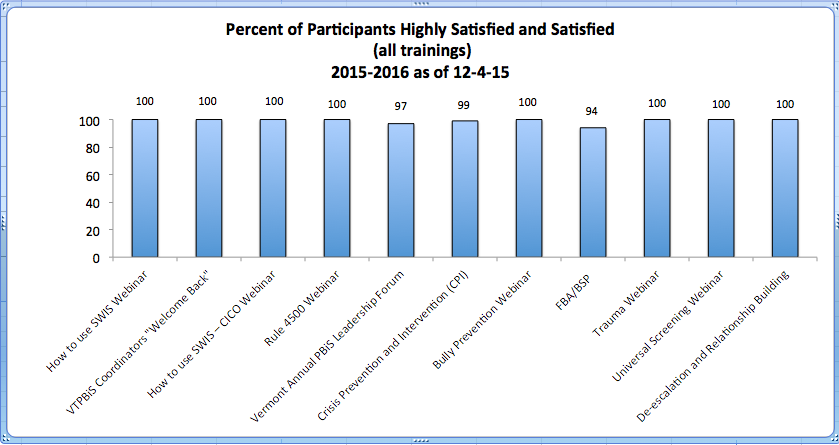 Percent of Participants Highly Satisfied and Satisfied
(all trainings)
2015-2016 as of 12-4-15
100 100 100 100 97 99 100 94 100 100 100
100
80
60
40
20
0
How to use SWIS Webinar
VTPBiS Coordinators "Welcome Back"
How to use SWIS – CICO Webinar
Rule 4500 Webinar
Vermont Annual PBiS Leadership Forum
Crisis Prevention and Intervention (CPI)
Bully Prevention Webinar
FBA/BSP
Trauma Webinar
Universal Screening Webinar
De-escalation and Relationship Building